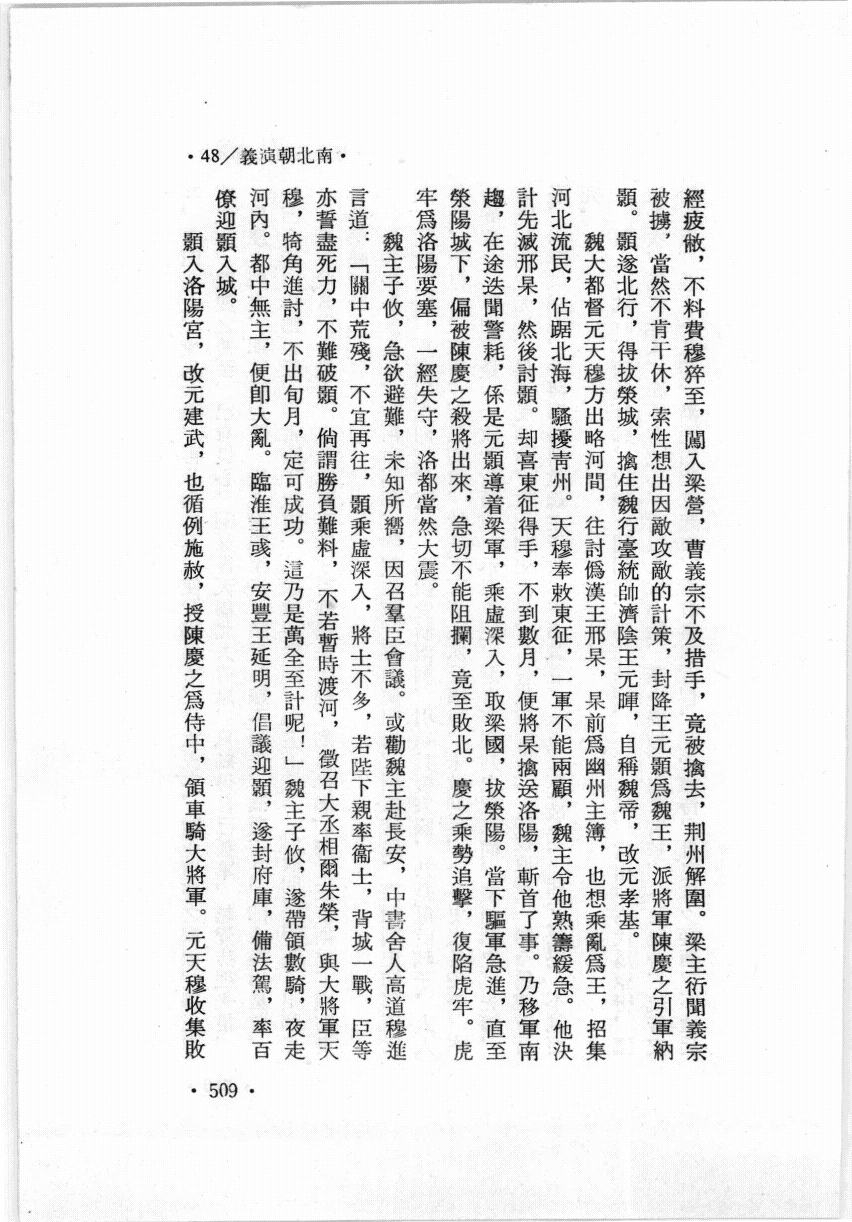 ·南北朝演義/48·
經疲敝，不料費穆猝至，闖入梁營，曹義宗不及措手，竟被擒去，荆州解圍。梁主衍聞義宗
被擄，當然不肯干休，索性想出因敵攻敵的計策，封降王元顥爲魏王，派將軍陳慶之引軍納
顥。顥遂北行，得拔滎城，擒住魏行臺統帥濟陰王元暉，自稱魏帝，改元孝基。
魏大都督元天穆方出略河間，往討僞漢王邢杲，杲前爲幽州主簿，也想乘亂爲王，招集
河北流民，佔踞北海，騷擾靑州。天穆奉敕東征，一軍不能兩顧，魏主令他熟籌緩急。他決
計先滅邢杲，然後討顥。却喜東征得手，不到數月，便將杲擒送洛陽，斬首了事。乃移軍南
趨，在途迭聞警耗，係是元顥導着梁軍，乘虛深入，取梁國，拔滎陽。當下驅軍急進，直至
滎陽城下，偏被陳慶之殺將出來，急切不能阻攔，竟至敗北。慶之乘勢追擊，復陷虎牢。虎
牢爲洛陽要塞，一經失守，洛都當然大震。
魏主子攸，急欲避難，未知所嚮，因召羣臣會議。或勸魏主赴長安，中書舍人高道穆進
言道：「關中荒殘，不宜再往，顥乘虛深入，將士不多，若陛下親率衞士，背城一戰，臣等
亦誓盡死力，不難破顥。倘謂勝負難料，不若暫時渡河，徵召大丞相爾朱榮，與大將軍天
穆，犄角進討，不出旬月，定可成功。這乃是萬全至計呢！」魏主子攸，遂帶領數騎，夜走
河內。都中無主，便卽大亂。臨淮王彧，安豐王延明，倡議迎顥，遂封府庫，備法駕，率百
僚迎顥入城。
顥入洛陽宮，改元建武，也循例施赦，授陳慶之爲侍中，領車騎大將軍。元天穆收集敗
·509·